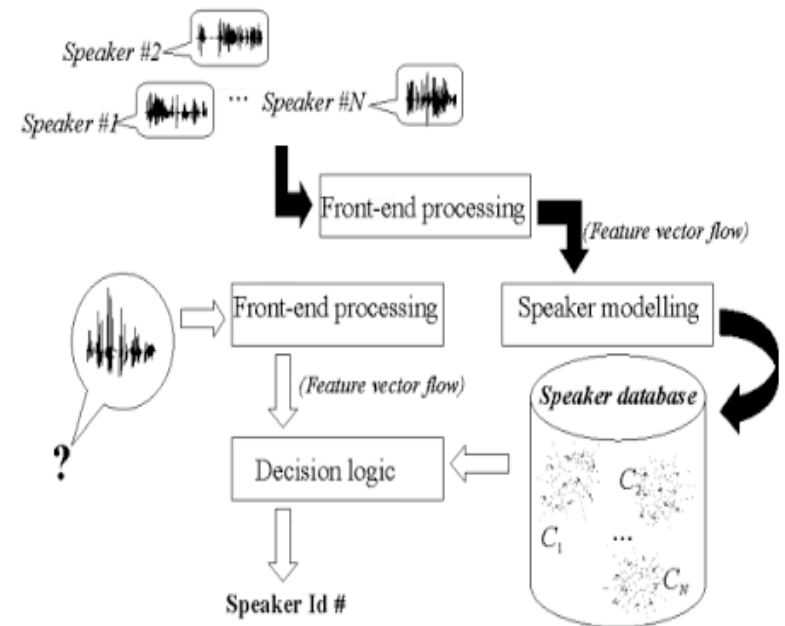 Speaker #2
Speaker #1
... Speaker #N
Front-end processing
(Feature vector flow)
Front-end processing
Speaker modelling
(Feature vector flow)
Speaker database
Decision logic
C2
C1
...
CN
?
Speaker Id #